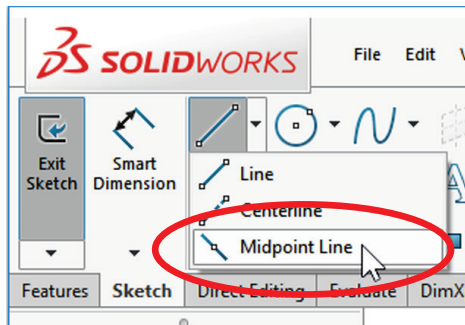 SOLIDWORKS
File Edit
Exit Sketch
Smart Dimension
Line
Centerline
Midpoint Line
Features Sketch Direct Editing Evaluate DimX